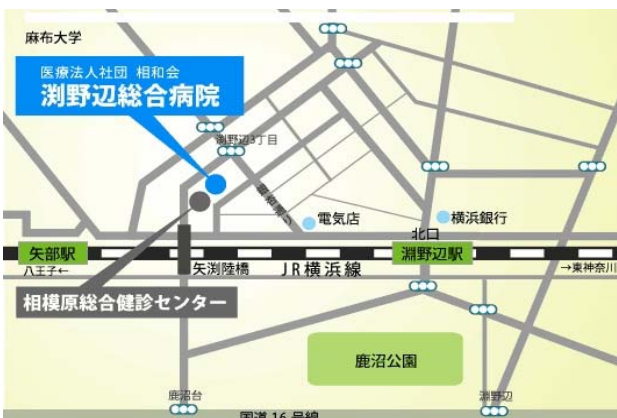 麻布大学
医療法人社団 相和会
渕野辺総合病院
渕野辺3丁目
電気店
横浜銀行
北口
矢部駅
淵野辺駅
八王子←
矢渕陸橋
JR横浜線
→東神奈川
相模原総合健診センター
鹿沼公園
鹿沼台
淵野辺
国道16号線